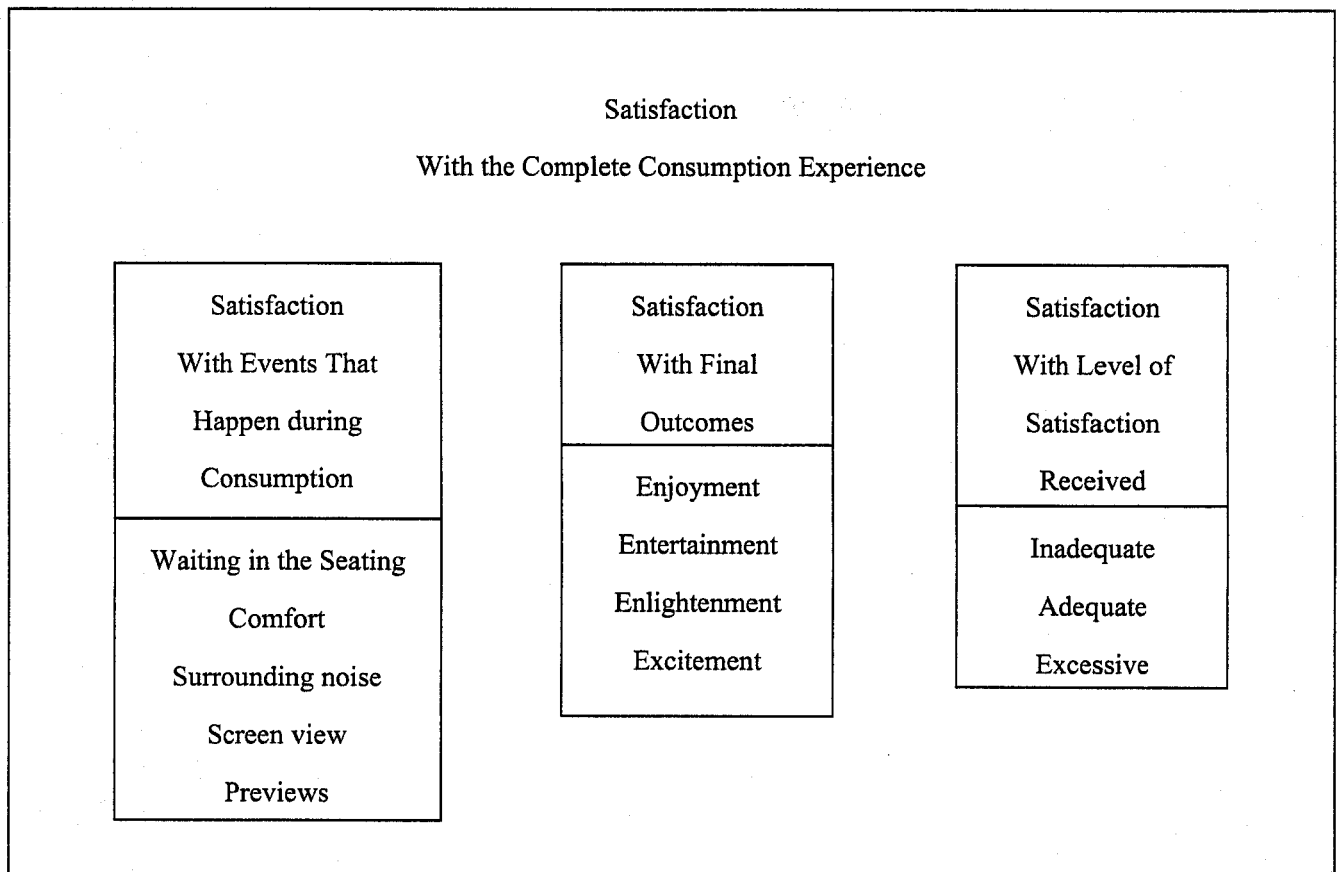 Satisfaction
With the Complete Consumption Experience
Satisfaction
With Events That
Happen during
Consumption
Waiting in the Seating
Comfort
Surrounding noise
Screen view
Previews
Satisfaction
With Final
Outcomes
Enjoyment
Entertainment
Enlightenment
Excitement
Satisfaction
With Level of
Satisfaction
Received
Inadequate
Adequate
Excessive